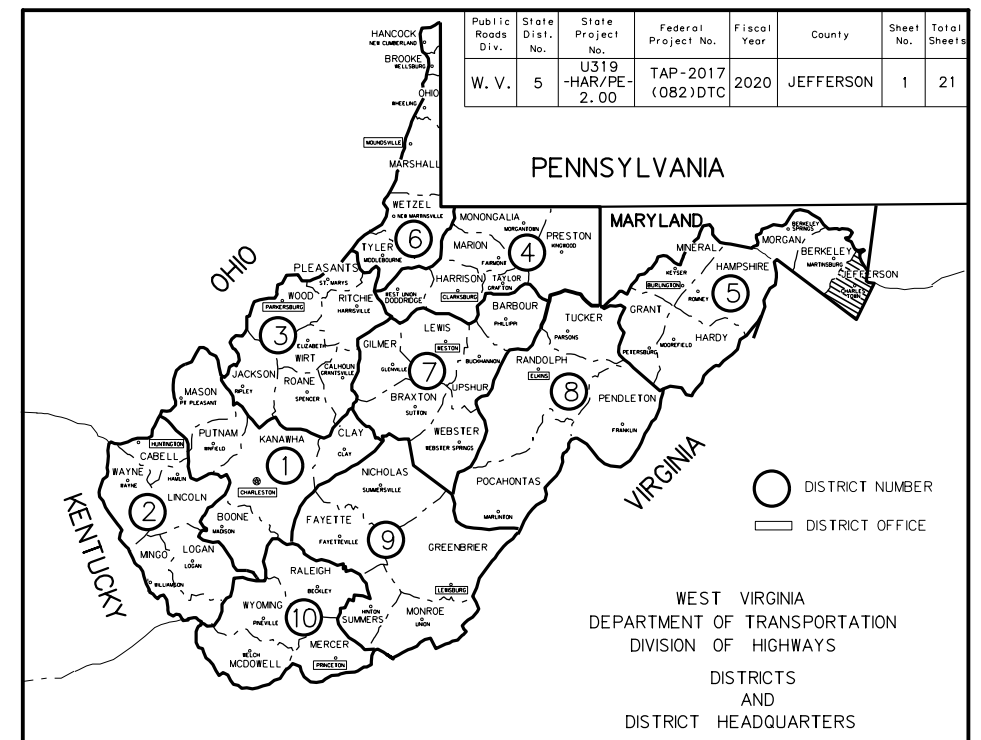 Public Roads Div.
State Dist. No.
State Project No.
Federal Project No.
Fiscal Year
County
Sheet No.
Total Sheets
W. V.
5
U319
-HAR/PE-
2.00
TAP-2017
(082)DTC
2020
JEFFERSON
1
21
HANCOCK
NEW CUMBERLAND
BROOKE
WELLSBURG
OHIO
WHEELING
MOUNDSVILLE
MARSHALL
PENNSYLVANIA
WETZEL
NEW MARTINSVILLE
6
TYLER
MIDDLEBOURNE
MONONGALIA
MORGANTOWN
MARION
FAIRMONT
4
PRESTON
KINGWOOD
MARYLAND
MINERAL
KEYSER
MORGAN
BERKELEY
SPRINGS
BERKELEY
MARTINSBURG
JEFFERSON
CHARLES
TOWN
OHIO
PLEASANTS
ST. MARYS
HARRISON
CLARKSBURG
TAYLOR
GRAFTON
WEST UNION
DODDRIDGE
HAMPSHIRE
BURLINGTON
ROMNEY
5
WOOD
PARKERSBURG
RITCHIE
HARRISVILLE
BARBOUR
PHILIPPI
TUCKER
PARSONS
GRANT
PETERSBURG
MOOREFIELD
HARDY
3
ELIZABETH
WIRT
GILMER
GLENVILLE
LEWIS
WESTON
BUCKHANNON
7
UPSHUR
RANDOLPH
ELKINS
8
PENDLETON
FRANKLIN
JACKSON
RIPLEY
ROANE
SPENCER
CALHOUN
GRANTSVILLE
BRAXTON
SUTTON
MASON
PT PLEASANT
PUTNAM
WINFIELD
KANAWHA
1
CHARLESTON
CLAY
CLAY
WEBSTER
WEBSTER SPRINGS
HUNTINGTON
CABELL
WAYNE
WAYNE
HAMLIN
LINCOLN
2
NICHOLAS
SUMMERSVILLE
POCAHONTAS
MARLINTON
VIRGINIA
DISTRICT NUMBER
DISTRICT OFFICE
KENTUCKY
BOONE
MADISON
FAYETTE
FAYETTEVILLE
9
GREENBRIER
LEWISBURG
MINGO
WILLIAMSON
LOGAN
LOGAN
RALEIGH
BECKLEY
WYOMING
PINEVILLE
10
HINTON
SUMMERS
MONROE
UNION
WELCH
MCDOWELL
MERCER
PRINCETON
WEST VIRGINIA
DEPARTMENT OF TRANSPORTATION
DIVISION OF HIGHWAYS
DISTRICTS
AND
DISTRICT HEADQUARTERS